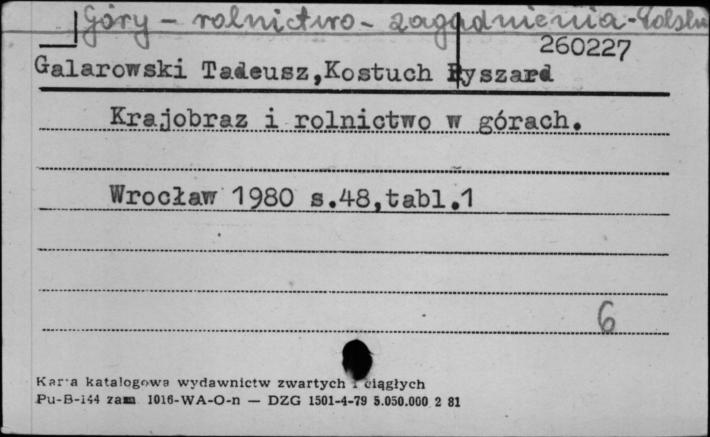 Góry - rolnictwo - zagadnienia - Polska
260227
Galarowski Tadeusz,Kostuch Ryszard
Krajobraz i rolnictwo w górach.
Wrocław 1980 s.48,tabl.1
6
Karta katalogowa wydawnictw zwartych i ciągłych
Pu-B-144 zam. 1016-WA-O-n — DZG 1501-4-79 5.050.000 2 81